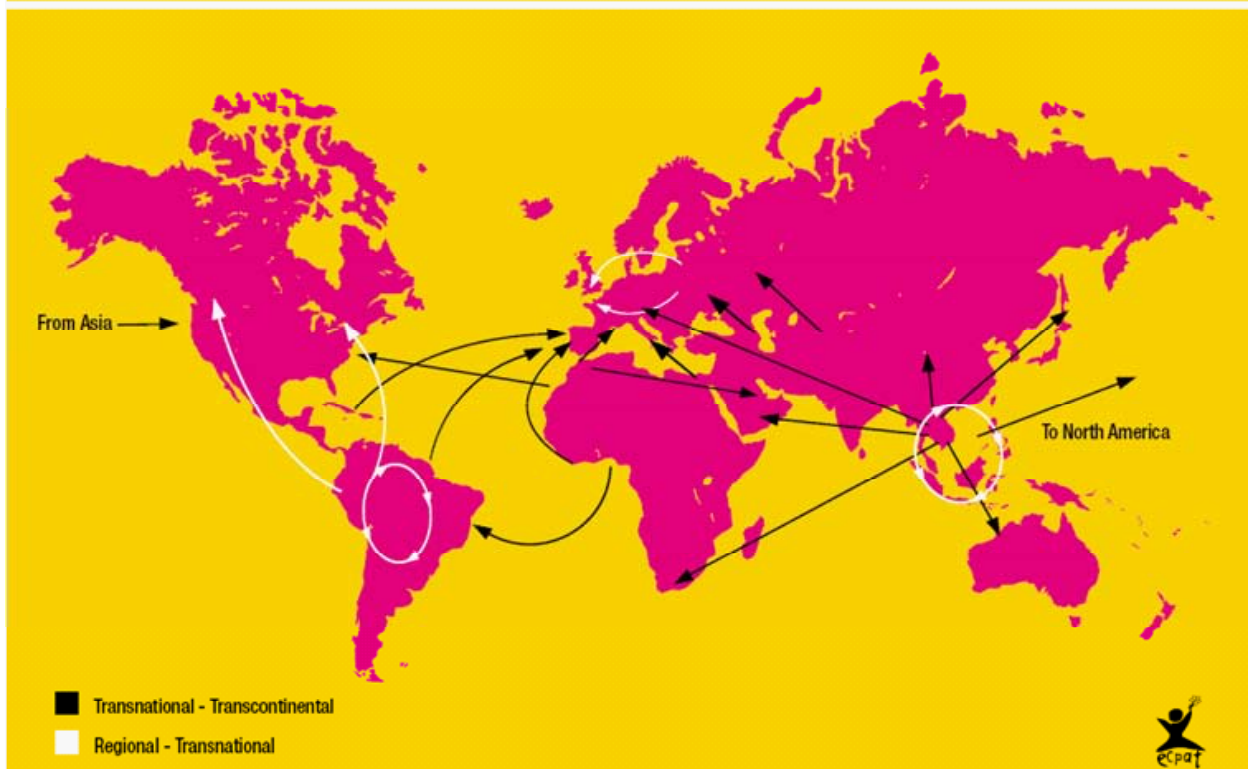 From Asia
To North America
Transnational - Transcontinental
Regional - Transnational
ecpat